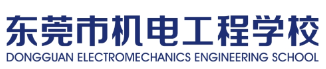 东莞市机电工程学校
DONGGUAN ELECTROMECHANICS ENGINEERING SCHOOL